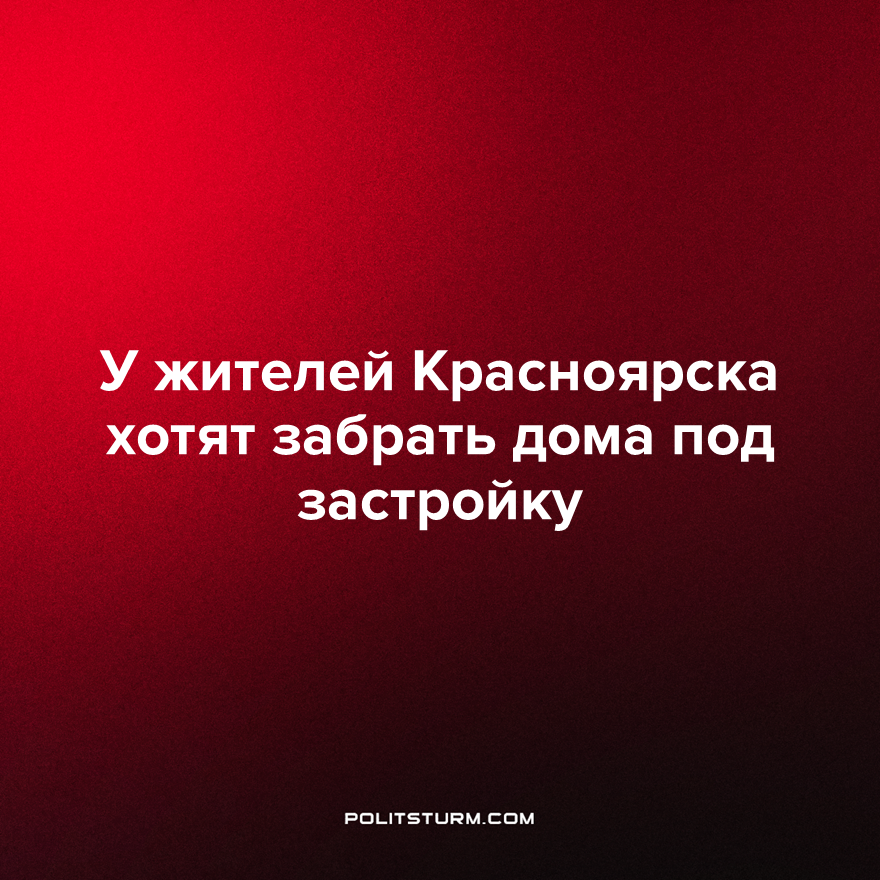 У жителей Красноярска
хотят забрать дома под
застройку
POLITSTURM.COM